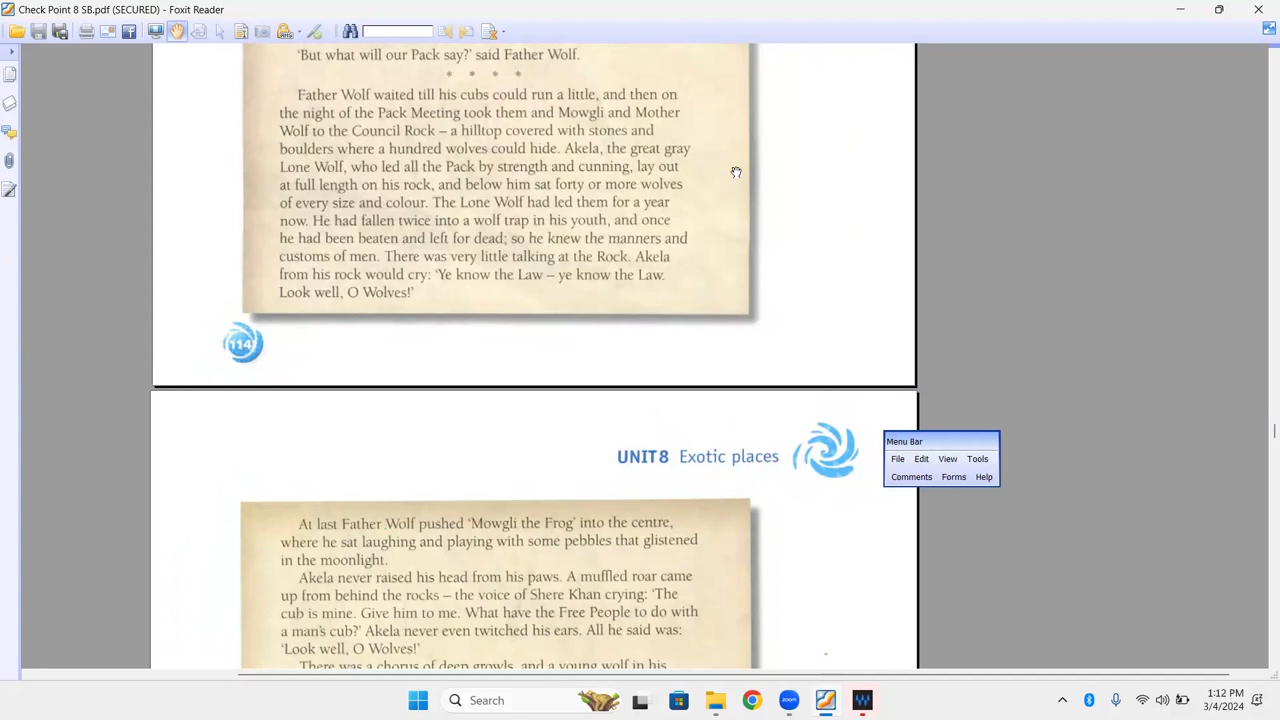 Check Point 8 SB.pdf (SECURED) - Foxit Reader
'But what will our Pack say?' said Father Wolf.
* * * *
Father Wolf waited till his cubs could run a little, and then on
the night of the Pack Meeting took them and Mowgli and Mother
Wolf to the Council Rock – a hilltop covered with stones and
boulders where a hundred wolves could hide. Akela, the great gray
Lone Wolf, who led all the Pack by strength and cunning, lay out
at full length on his rock, and below him sat forty or more wolves
of every size and colour. The Lone Wolf had led them for a year
now. He had fallen twice into a wolf trap in his youth, and once
he had been beaten and left for dead; so he knew the manners and
customs of men. There was very little talking at the Rock. Akela
from his rock would cry: 'Ye know the Law – ye know the Law.
Look well, O Wolves!'
114
UNIT 8 Exotic places
Menu Bar
File Edit View Tools
Comments Forms Help
At last Father Wolf pushed 'Mowgli the Frog' into the centre,
where he sat laughing and playing with some pebbles that glistened
in the moonlight.
Akela never raised his head from his paws. A muffled roar came
up from behind the rocks – the voice of Shere Khan crying: 'The
cub is mine. Give him to me. What have the Free People to do with
a man's cub?' Akela never even twitched his ears. All he said was:
'Look well, O Wolves!'
There was a chorus of deep growls, and a young wolf in his
Search
1:12 PM
3/4/2024